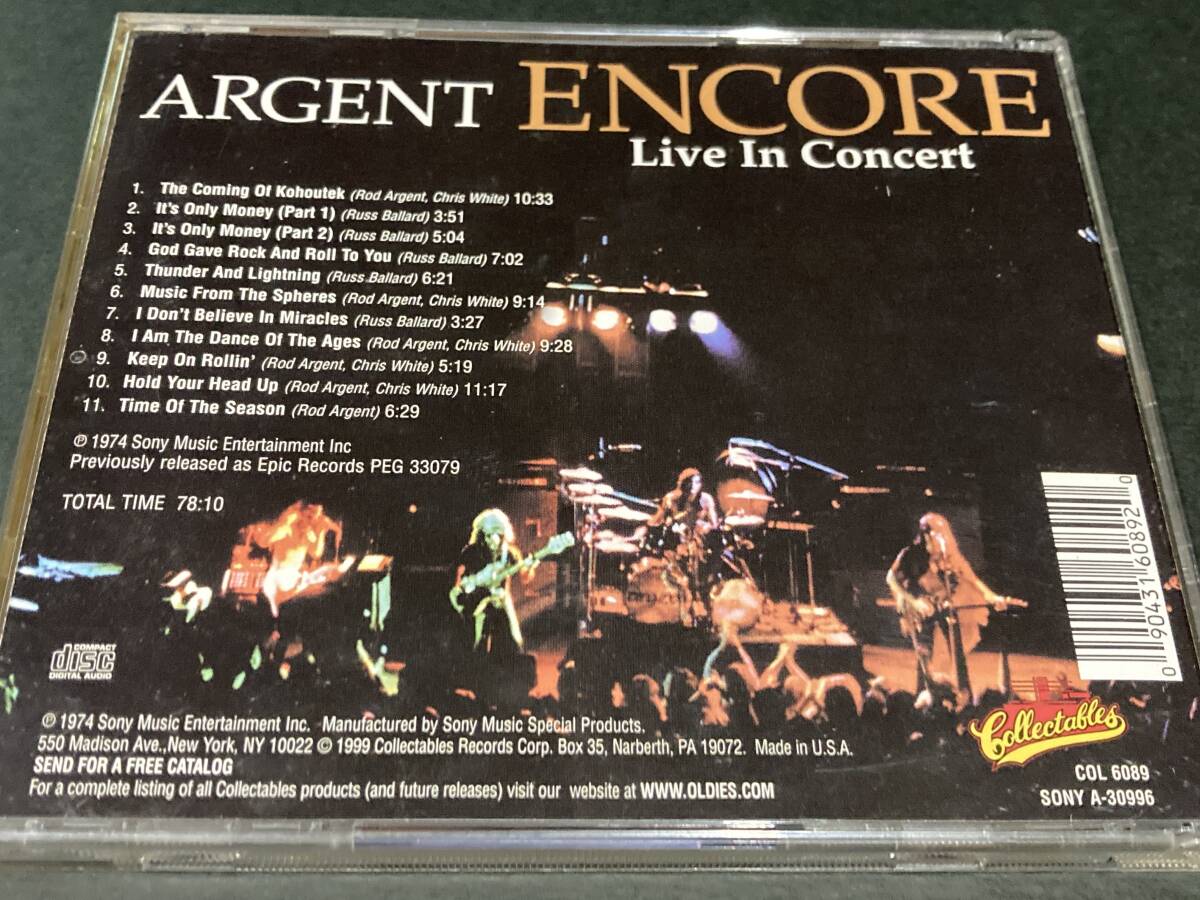 ARGENT ENCORE
Live In Concert
1. The Coming Of Kohoutek (Rod Argent, Chris White) 10:33
2. It's Only Money (Part 1) (Russ Ballard) 3:51
3. It's Only Money (Part 2) (Russ Ballard) 5:04
4. God Gave Rock And Roll To You (Russ Ballard) 7:02
5. Thunder And Lightning (Russ Ballard) 6:21
6. Music From The Spheres (Rod Argent, Chris White) 9:14
7. I Don't Believe In Miracles (Russ Ballard) 3:27
8. I Am The Dance Of The Ages (Rod Argent, Chris White) 9:28
9. Keep On Rollin' (Rod Argent, Chris White) 5:19
10. Hold Your Head Up (Rod Argent, Chris White) 11:17
11. Time Of The Season (Rod Argent) 6:29
℗ 1974 Sony Music Entertainment Inc
Previously released as Epic Records PEG 33079
TOTAL TIME 78:10
0 90431 60892 0
COMPACT
disc
DIGITAL AUDIO
℗ 1974 Sony Music Entertainment Inc. Manufactured by Sony Music Special Products.
550 Madison Ave.,New York, NY 10022 © 1999 Collectables Records Corp. Box 35, Narberth, PA 19072. Made in U.S.A.
SEND FOR A FREE CATALOG
For a complete listing of all Collectables products (and future releases) visit our website at WWW.OLDIES.COM
Collectables
COL 6089
SONY A-30996